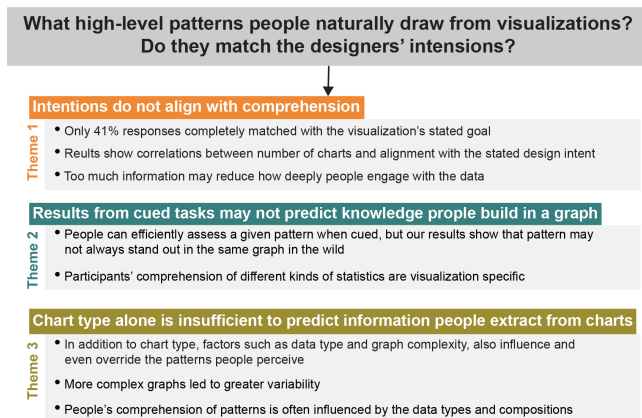 What high-level patterns people naturally draw from visualizations?
Do they match the designers' intensions?
Intentions do not align with comprehension
Theme 1
• Only 41% responses completely matched with the visualization's stated goal
• Reults show correlations between number of charts and alignment with the stated design intent
• Too much information may reduce how deeply people engage with the data
Results from cued tasks may not predict knowledge prople build in a graph
Theme 2
• People can efficiently assess a given pattern when cued, but our results show that pattern may
not always stand out in the same graph in the wild
• Participants' comprehension of different kinds of statistics are visualization specific
Chart type alone is insufficient to predict information people extract from charts
Theme 3
• In addition to chart type, factors such as data type and graph complexity, also influence and
even override the patterns people perceive
• More complex graphs led to greater variability
• People's comprehension of patterns is often influenced by the data types and compositions